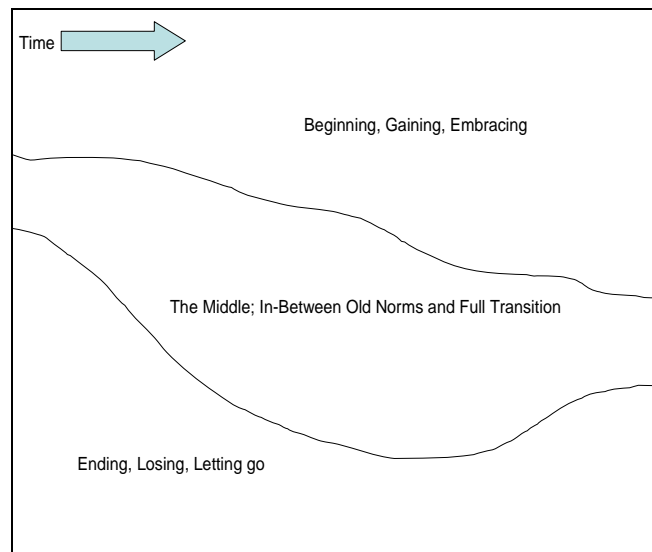 Time
Beginning, Gaining, Embracing
The Middle; In-Between Old Norms and Full Transition
Ending, Losing, Letting go